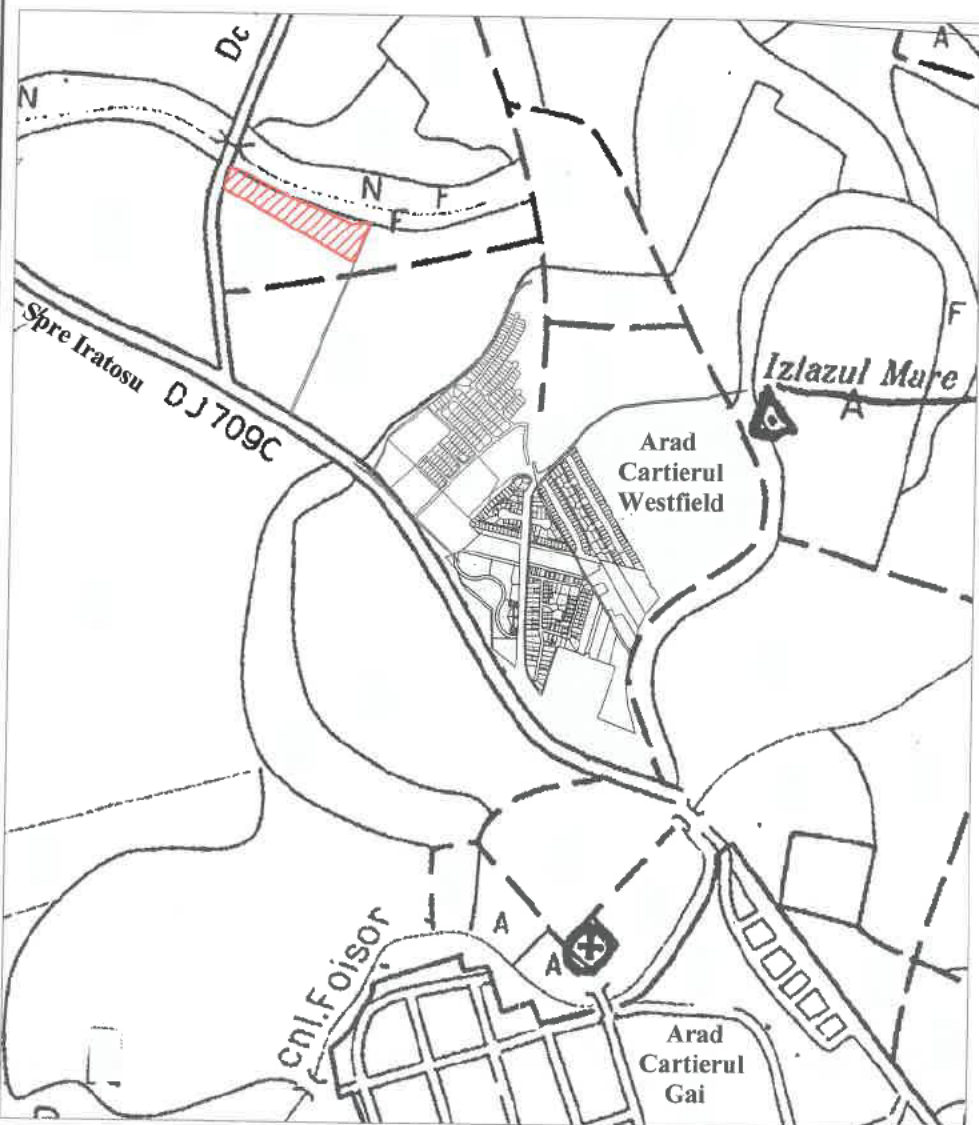 A
Dc
N
N
F
F
F
Spre Iratosu
DJ 709C
Izlazul Mare
A
Arad
Cartierul
Westfield
A
A
cnl.Foisor
Arad
Cartierul
Gai